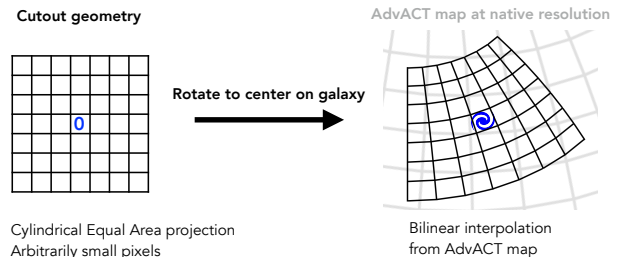 Cutout geometry
AdvACT map at native resolution
0
Rotate to center on galaxy
Cylindrical Equal Area projection
Arbitrarily small pixels
Bilinear interpolation
from AdvACT map